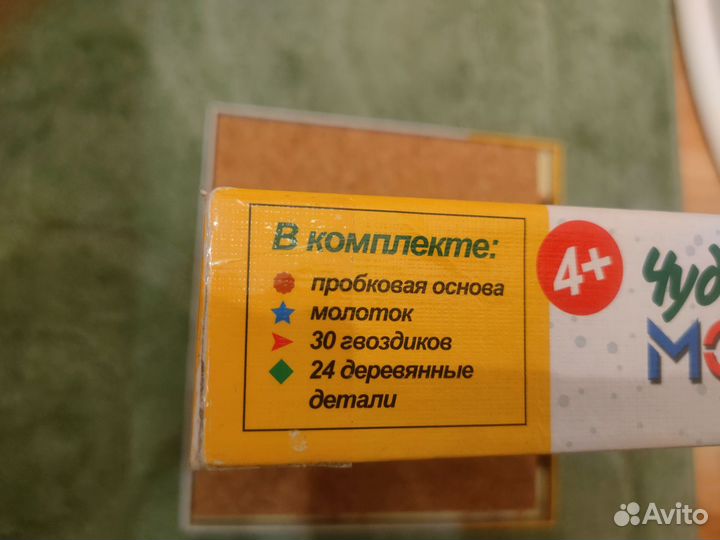 В комплекте:
пробковая основа
молоток
30 гвоздиков
24 деревянные
детали
4+
Avito